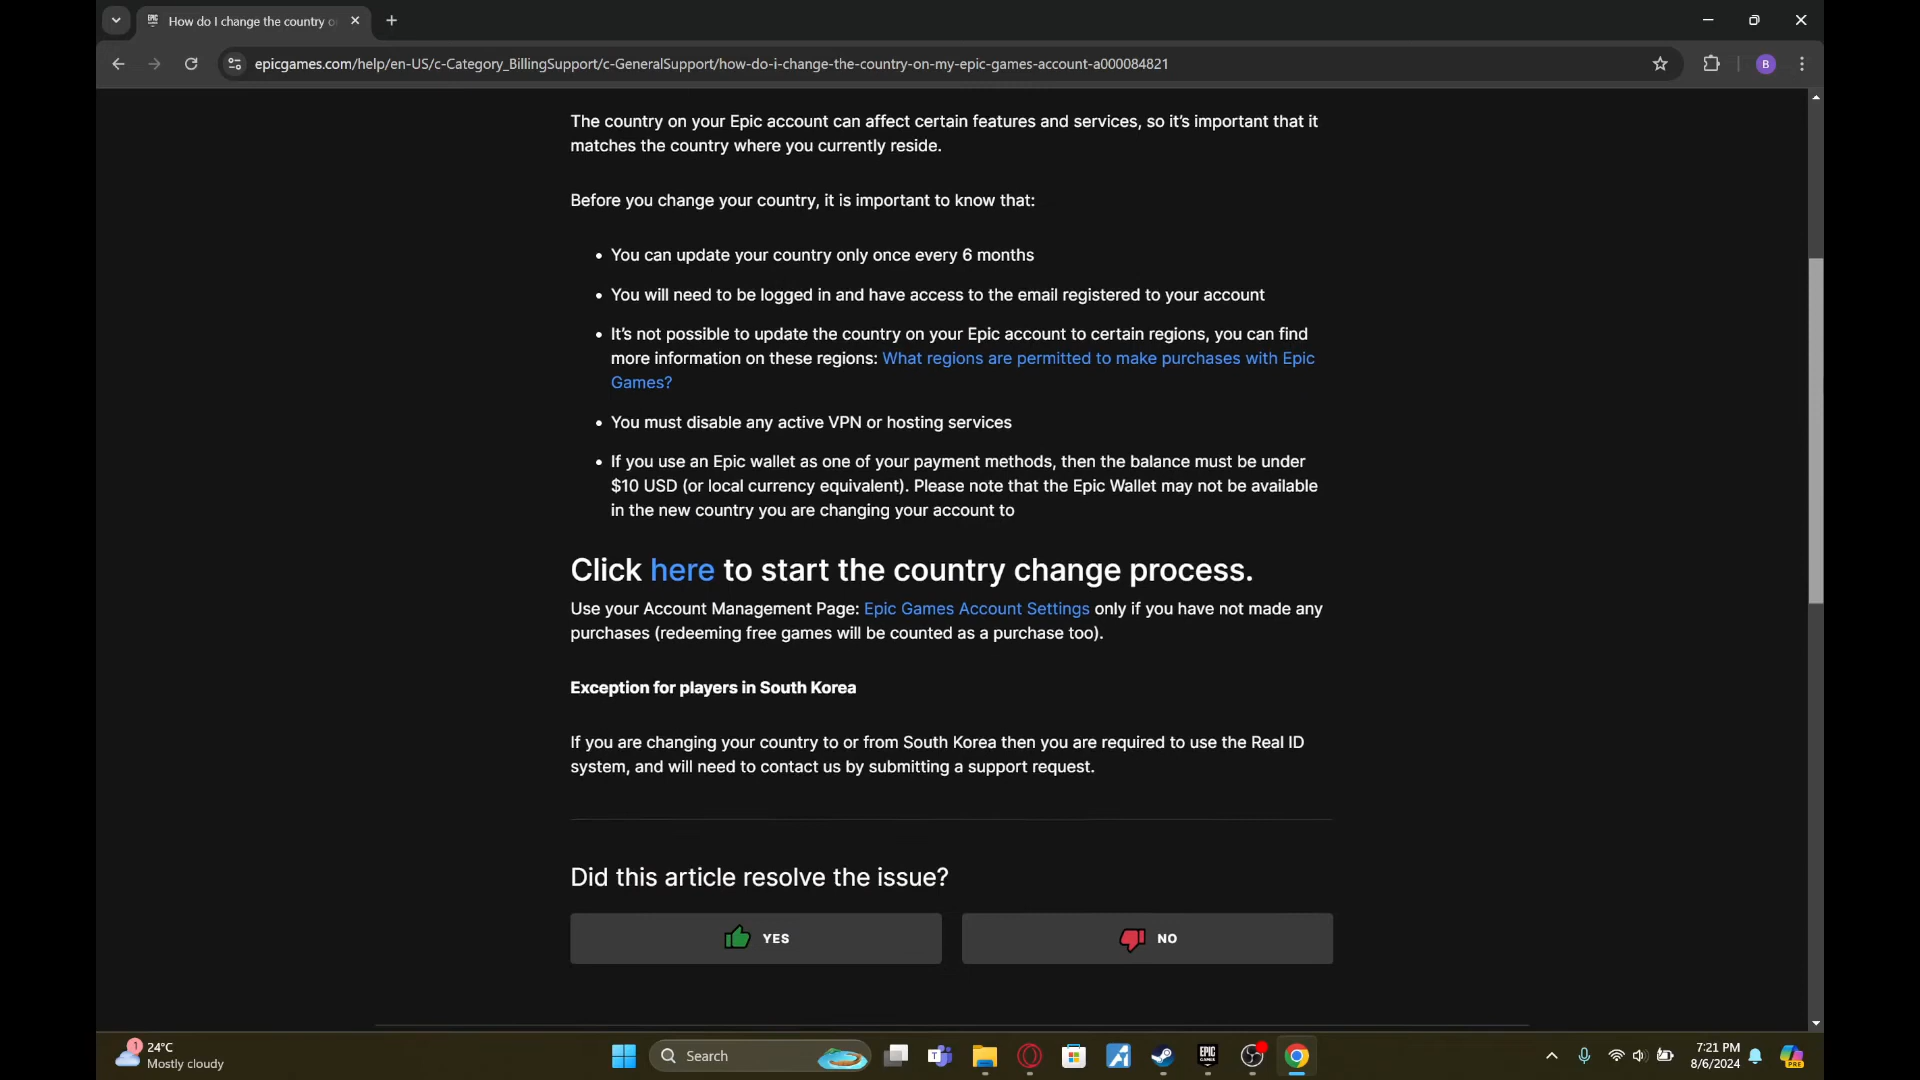 How do I change the country o
epicgames.com/help/en-US/c-Category_BillingSupport/c-GeneralSupport/how-do-i-change-the-country-on-my-epic-games-account-a000084821
B
The country on your Epic account can affect certain features and services, so it's important that it
matches the country where you currently reside.
Before you change your country, it is important to know that:
• You can update your country only once every 6 months
• You will need to be logged in and have access to the email registered to your account
• It's not possible to update the country on your Epic account to certain regions, you can find
more information on these regions: What regions are permitted to make purchases with Epic
Games?
• You must disable any active VPN or hosting services
• If you use an Epic wallet as one of your payment methods, then the balance must be under
$10 USD (or local currency equivalent). Please note that the Epic Wallet may not be available
in the new country you are changing your account to
Click here to start the country change process.
Use your Account Management Page: Epic Games Account Settings only if you have not made any
purchases (redeeming free games will be counted as a purchase too).
Exception for players in South Korea
If you are changing your country to or from South Korea then you are required to use the Real ID
system, and will need to contact us by submitting a support request.
Did this article resolve the issue?
YES
NO
1
24°C
Mostly cloudy
Search
EPIC
GAMES
7:21 PM
8/6/2024
PRE